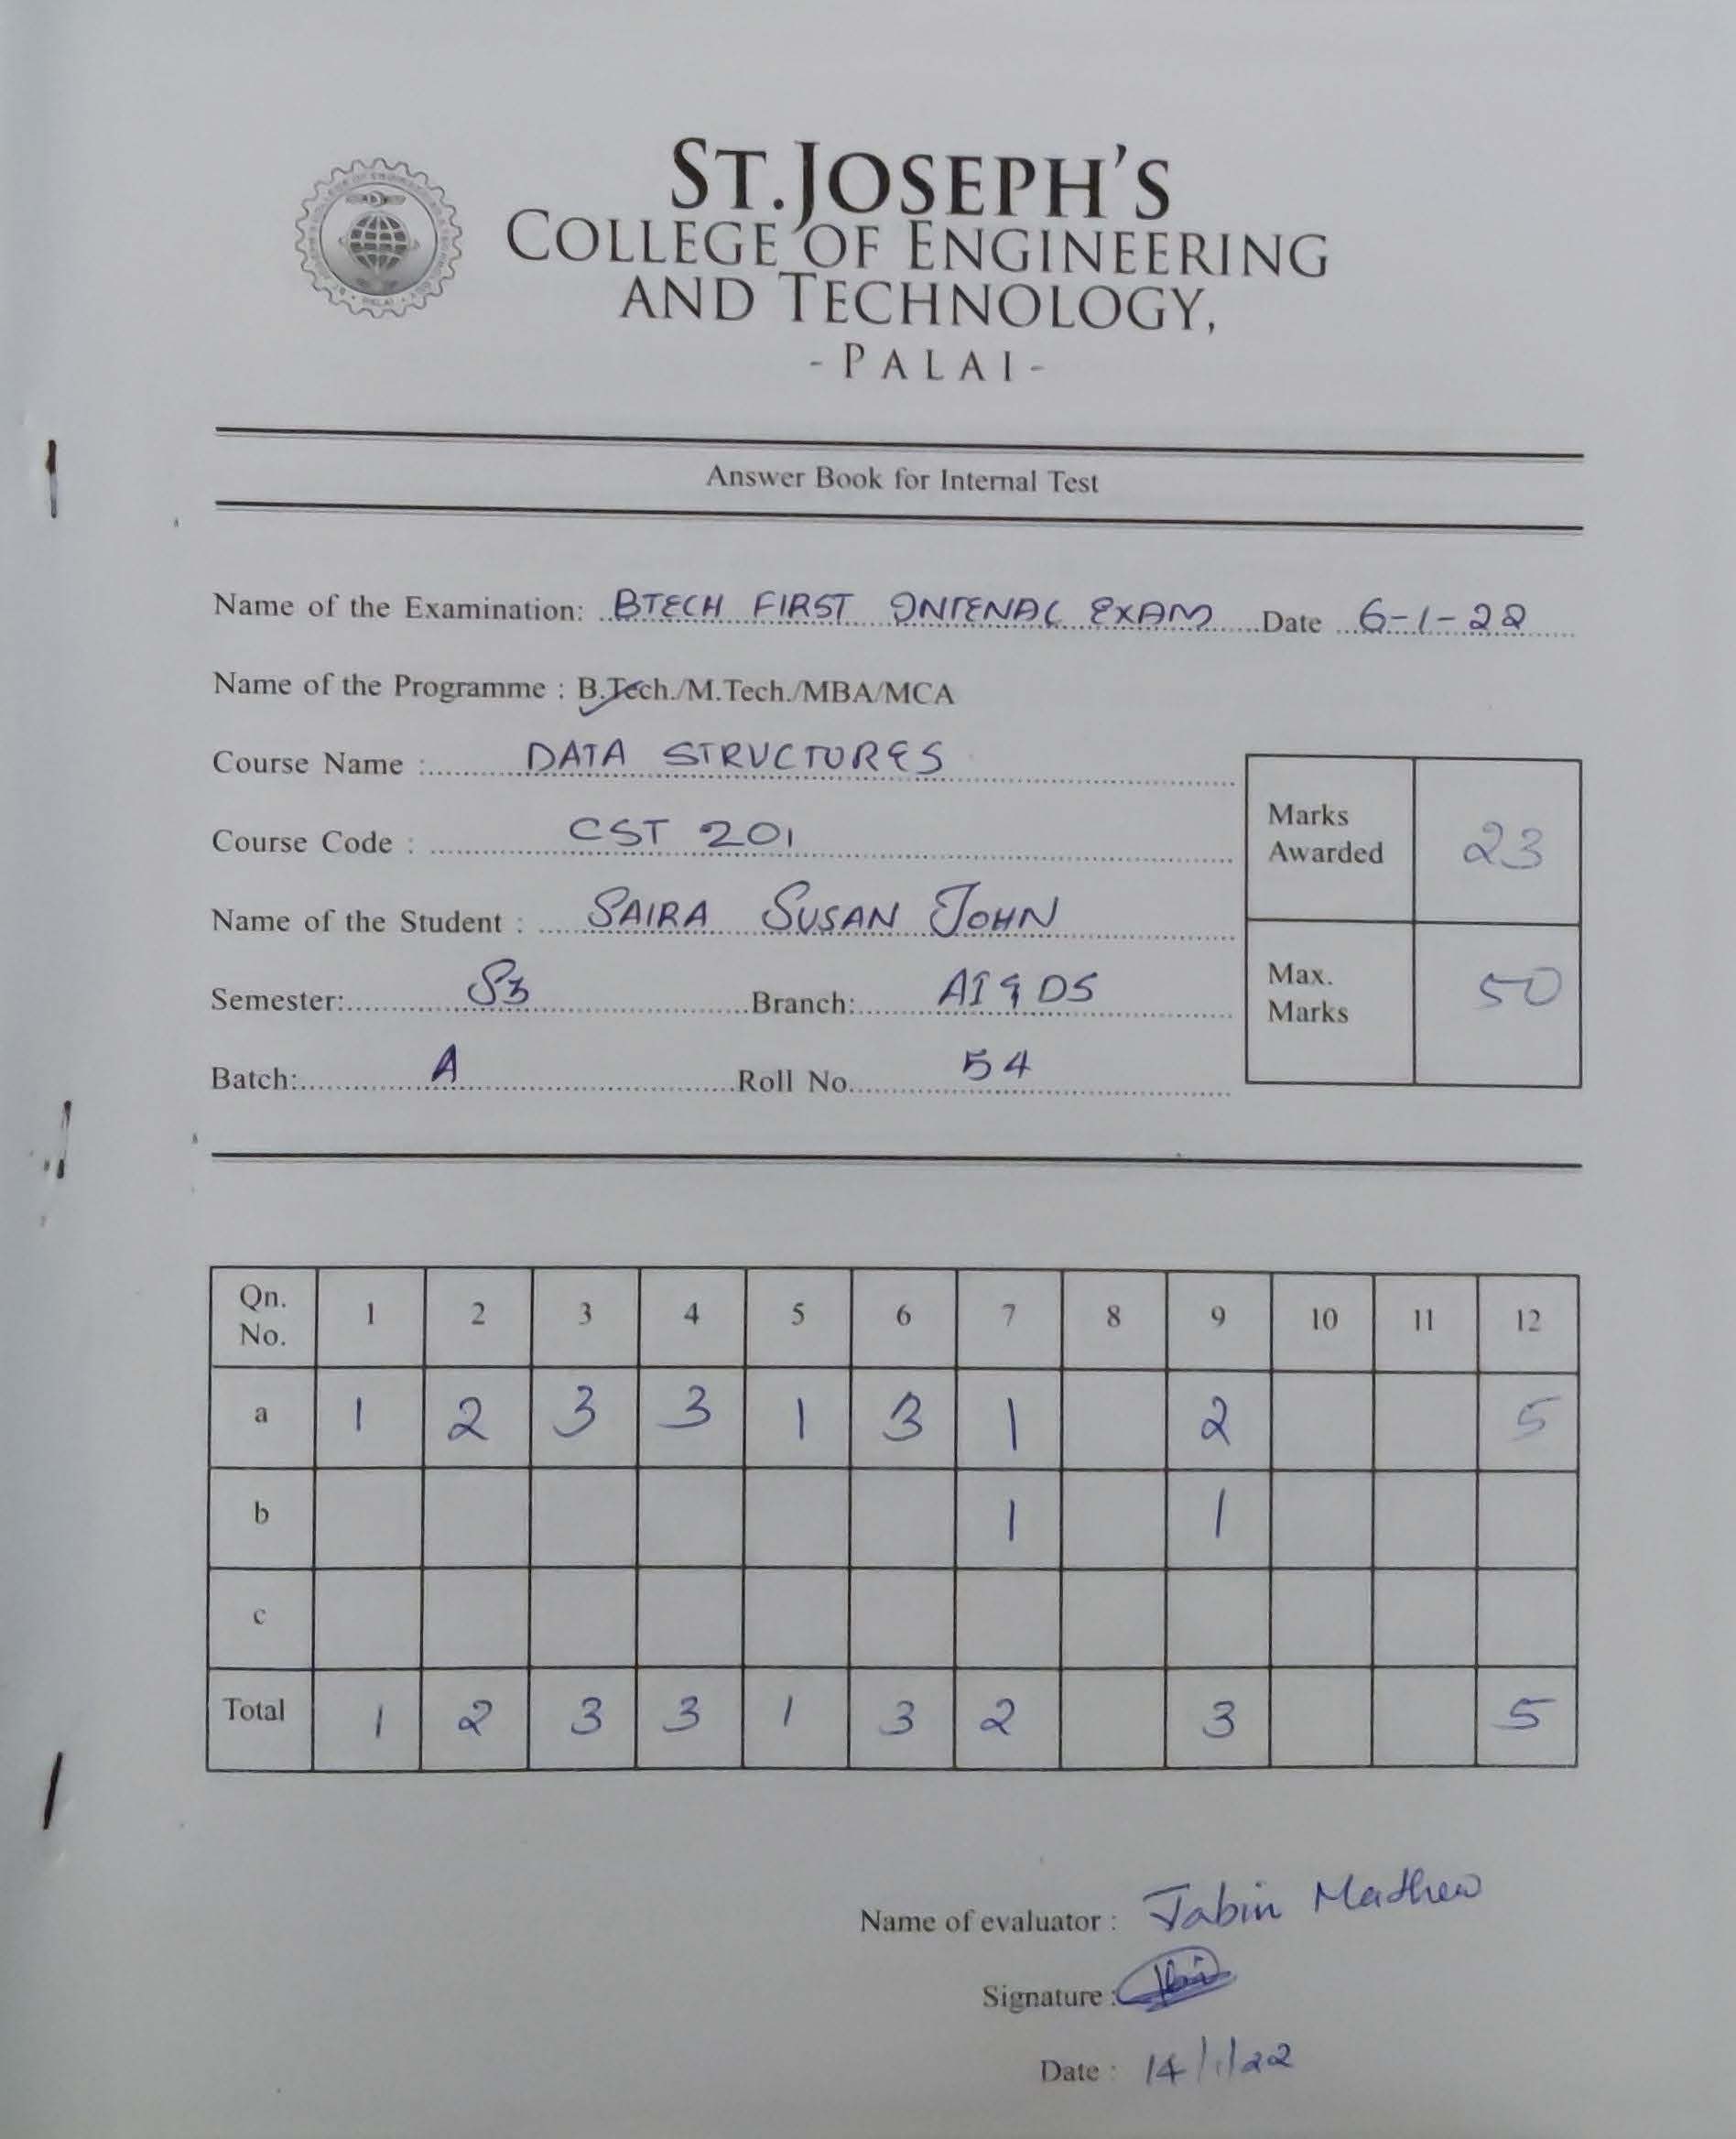 ST. JOSEPH'S
COLLEGE OF ENGINEERING
AND TECHNOLOGY,
- PALAI -
PALAI
Answer Book for Internal Test
Name of the Examination: BTECH FIRST INTENAL EXAM Date 6-1-22
Name of the Programme : B.Tech./M.Tech./MBA/MCA
Course Name : DATA STRUCTURES
Course Code : CST 201
Name of the Student : SAIRA SUSAN JOHN
Semester: S3 Branch: AI & DS
Batch: A Roll No. 54
Marks Awarded 23
Max. Marks 50
Qn. No. 1 2 3 4 5 6 7 8 9 10 11 12
a 1 2 3 3 1 3 1 2 5
b 1 1
c
Total 1 2 3 3 1 3 2 3 5
Name of evaluator : Jabin Mathew
Signature :
Date : 14/1/22